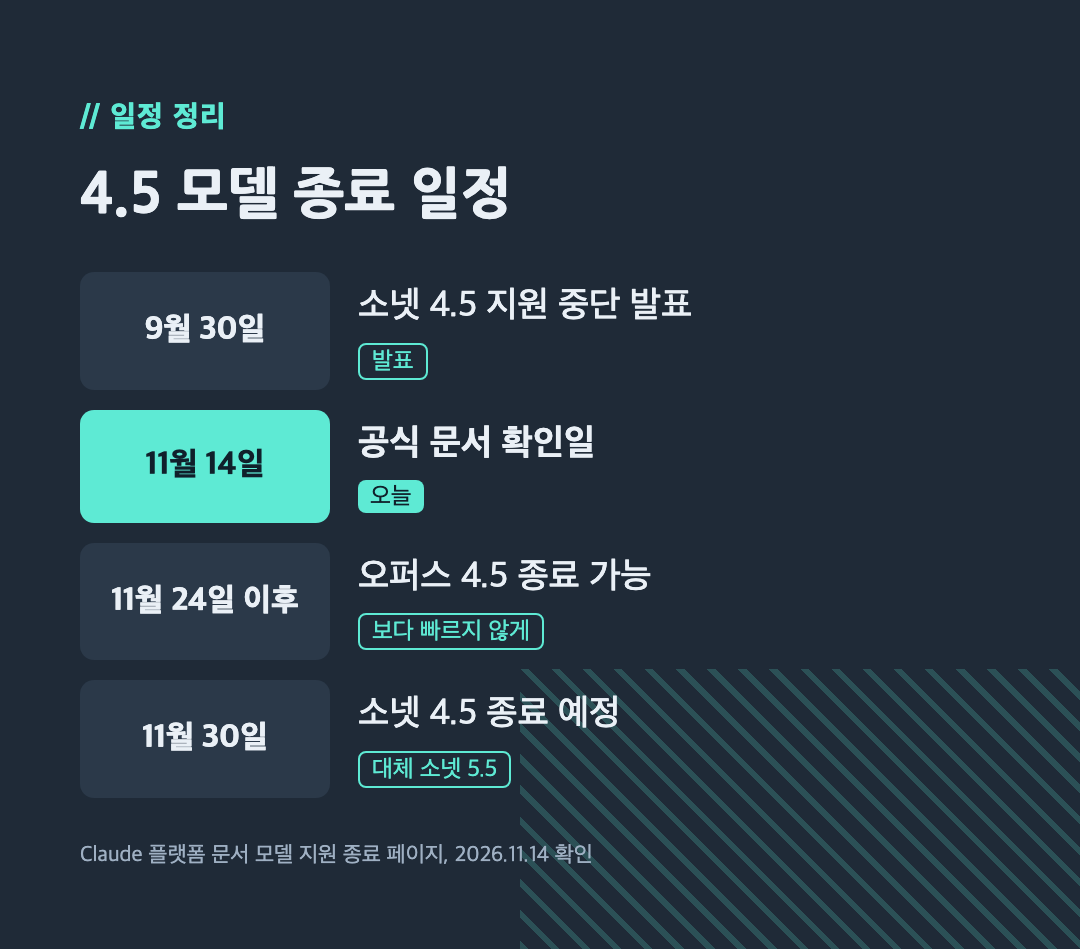 // 일정 정리
4.5 모델 종료 일정
9월 30일
소넷 4.5 지원 중단 발표
발표
11월 14일
공식 문서 확인일
오늘
11월 24일 이후
오퍼스 4.5 종료 가능
보다 빠르지 않게
11월 30일
소넷 4.5 종료 예정
대체 소넷 5.5
Claude 플랫폼 문서 모델 지원 종료 페이지, 2026.11.14 확인